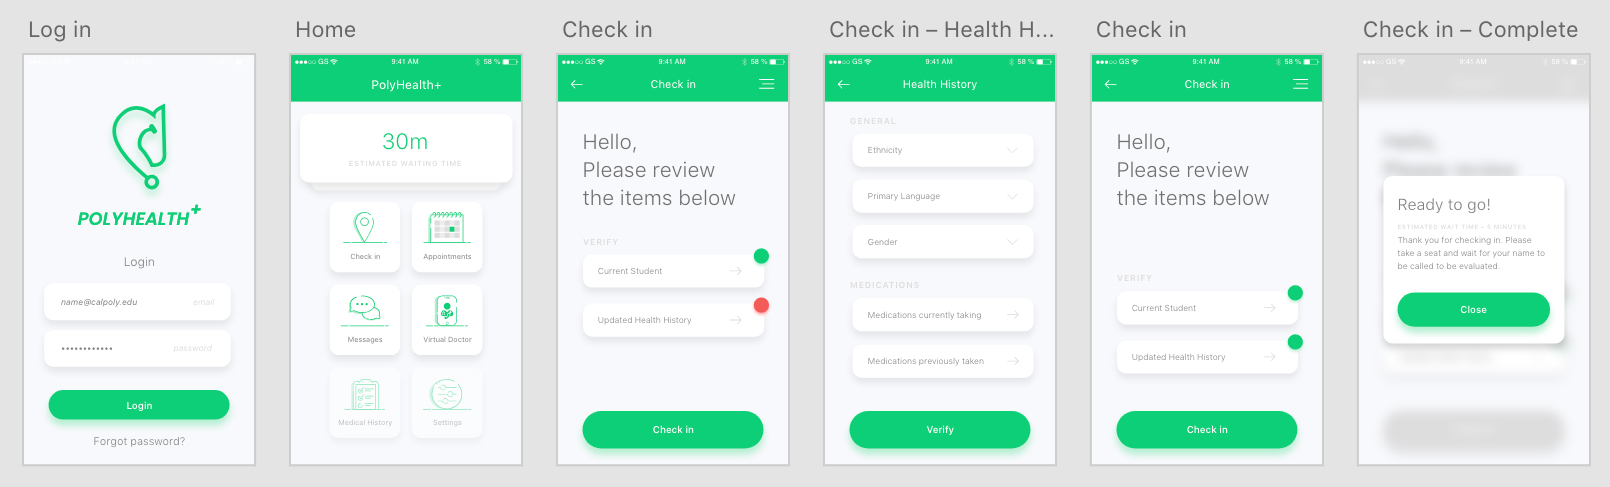 Log in
POLYHEALTH+
Login
name@calpoly.edu email
•••••••••••• password
Login
Forgot password?
Home
GS 9:41 AM 58 %
PolyHealth+
30m
ESTIMATED WAITING TIME
Check in Appointments
Messages Virtual Doctor
Medical History Settings
Check in
GS 9:41 AM 58 %
Check in
Hello,
Please review
the items below
VERIFY
Current Student
Updated Health History
Check in
Check in – Health H...
GS 9:41 AM 58 %
Health History
GENERAL
Ethnicity
Primary Language
Gender
MEDICATIONS
Medications currently taking
Medications previously taken
Verify
Check in
GS 9:41 AM 58 %
Check in
Hello,
Please review
the items below
VERIFY
Current Student
Updated Health History
Check in
Check in – Complete
GS 9:41 AM 58 %
Ready to go!
ESTIMATED WAIT TIME • 5 MINUTES
Thank you for checking in. Please
take a seat and wait for your name to
be called to be evaluated.
Close